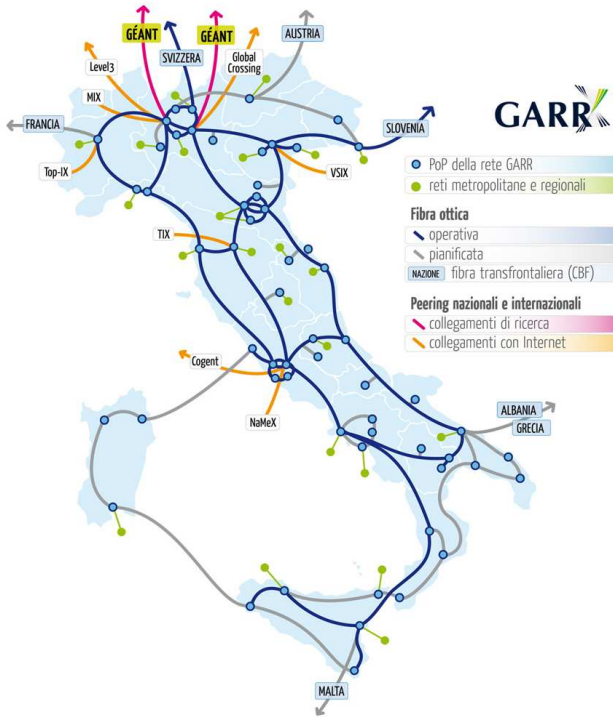 GÉANT
GÉANT
AUSTRIA
SVIZZERA
Global
Crossing
Level3
MIX
FRANCIA
Top-IX
SLOVENIA
VSIX
TIX
Cogent
NaMeX
ALBANIA
GRECIA
MALTA
GARR
PoP della rete GARR
reti metropolitane e regionali
Fibra ottica
operativa
pianificata
NAZIONE fibra transfrontaliera (CBF)
Peering nazionali e internazionali
collegamenti di ricerca
collegamenti con Internet